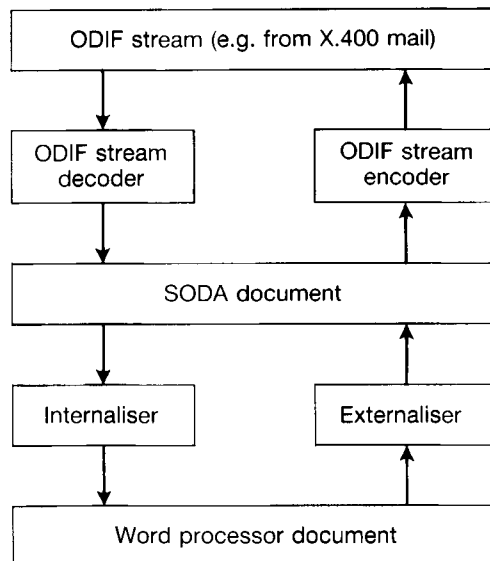 ODIF stream (e.g. from X.400 mail)
ODIF stream
decoder
ODIF stream
encoder
SODA document
Internaliser
Externaliser
Word processor document